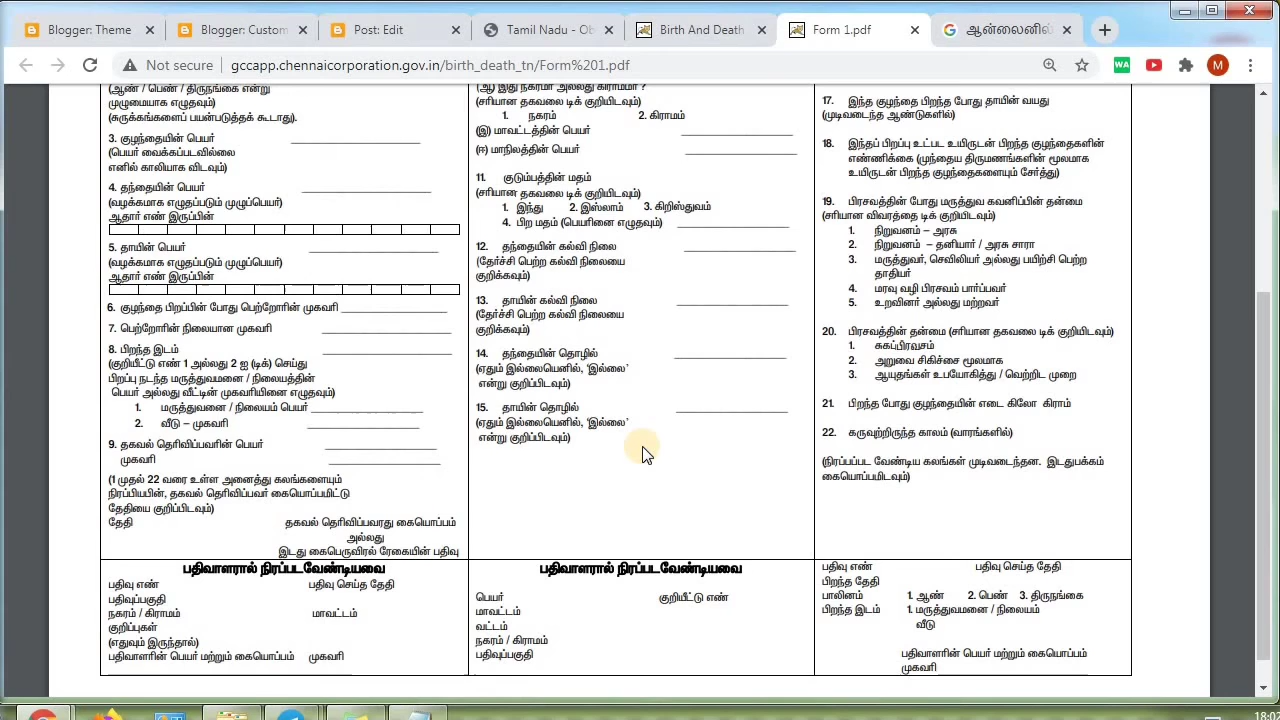 Blogger: Theme
Blogger Custom
Post: Edit
Tamil Nadu - Ob
Birth And Death
Form 1.pdf
ஆன்லைனில்
Not secure
gccapp.chennaicorporation.gov.in/birth_death_tn/Form%201.pdf
WA
M
(ஆண் / பெண் / திருநங்கை என்று
முழுமையாக எழுதவும்)
(சுருக்கங்களைப் பயன்படுத்தக் கூடாது).
3. குழந்தையின் பெயர்
(பெயர் வைக்கப்படவில்லை
எனில் காலியாக விடவும்)
4. தந்தையின் பெயர்
(வழக்கமாக எழுதப்படும் முழுப்பெயர்)
ஆதார் எண் இருப்பின்
5. தாயின் பெயர்
(வழக்கமாக எழுதப்படும் முழுப்பெயர்)
ஆதார் எண் இருப்பின்
6. குழந்தை பிறப்பின் போது பெற்றோரின் முகவரி
7. பெற்றோரின் நிலையான முகவரி
8. பிறந்த இடம்
(குறியீட்டு எண் 1 அல்லது 2 ஐ (டிக்) செய்து
பிறப்பு நடந்த மருத்துவமனை / நிலையத்தின்
பெயர் அல்லது வீட்டின் முகவரியினை எழுதவும்)
1. மருத்துவனை / நிலையம் பெயர்
2. வீடு – முகவரி
9. தகவல் தெரிவிப்பவரின் பெயர்
முகவரி
(1 முதல் 22 வரை உள்ள அனைத்து கலங்களையும்
நிரப்பியபின், தகவல் தெரிவிப்பவர் கையொப்பமிட்டு
தேதியை குறிப்பிடவும்)
தேதி தகவல் தெரிவிப்பவரது கையொப்பம்
அல்லது
இடது கைபெருவிரல் ரேகையின் பதிவு
(ஆ) இது நகரமா அல்லது கிராமமா ?
(சரியான தகவலை டிக் குறியிடவும்)
1. நகரம் 2. கிராமம்
(இ) மாவட்டத்தின் பெயர்
(ஈ) மாநிலத்தின் பெயர்
11. குடும்பத்தின் மதம்
(சரியான தகவலை டிக் குறியிடவும்)
1. இந்து 2. இஸ்லாம் 3. கிறிஸ்துவம்
4. பிற மதம் (பெயரினை எழுதவும்)
12. தந்தையின் கல்வி நிலை
(தேர்ச்சி பெற்ற கல்வி நிலையை
குறிக்கவும்)
13. தாயின் கல்வி நிலை
(தேர்ச்சி பெற்ற கல்வி நிலையை
குறிக்கவும்)
14. தந்தையின் தொழில்
(ஏதும் இல்லையெனில், 'இல்லை'
என்று குறிப்பிடவும்)
15. தாயின் தொழில்
(ஏதும் இல்லையெனில், 'இல்லை'
என்று குறிப்பிடவும்)
17. இந்த குழந்தை பிறந்த போது தாயின் வயது
(முடிவடைந்த ஆண்டுகளில்)
18. இந்தப் பிறப்பு உட்பட உயிருடன் பிறந்த குழந்தைகளின்
எண்ணிக்கை (முந்தைய திருமணங்களின் மூலமாக
உயிருடன் பிறந்த குழந்தைகளையும் சேர்த்து)
19. பிரசவத்தின் போது மருத்துவ கவனிப்பின் தன்மை
(சரியான விவரத்தை டிக் குறியிடவும்)
1. நிறுவனம் – அரசு
2. நிறுவனம் – தனியார் / அரசு சாரா
3. மருத்துவர், செவிலியர் அல்லது பயிற்சி பெற்ற
தாதியர்
4. மரவு வழி பிரசவம் பார்ப்பவர்
5. உறவினர் அல்லது மற்றவர்
20. பிரசவத்தின் தன்மை (சரியான தகவலை டிக் குறியிடவும்)
1. சுகப்பிரவசம்
2. அறுவை சிகிச்சை மூலமாக
3. ஆயுதங்கள் உபயோகித்து / வெற்றிட முறை
21. பிறந்த போது குழந்தையின் எடை கிலோ கிராம்
22. கருவுற்றிருந்த காலம் (வாரங்களில்)
(நிரப்பப்பட வேண்டிய கலங்கள் முடிவடைந்தன. இடதுபக்கம்
கையொப்பமிடவும்)
பதிவாளரால் நிரப்படவேண்டியவை
பதிவு எண் பதிவு செய்த தேதி
பதிவுப்பகுதி
நகரம் / கிராமம் மாவட்டம்
குறிப்புகள்
(எதுவும் இருந்தால்)
பதிவாளரின் பெயர் மற்றும் கையொப்பம் முகவரி
பதிவாளரால் நிரப்படவேண்டியவை
பெயர் குறியீட்டு எண்
மாவட்டம்
வட்டம்
நகரம் / கிராமம்
பதிவுப்பகுதி
பதிவு எண் பதிவு செய்த தேதி
பிறந்த தேதி
பாலினம் 1. ஆண் 2. பெண் 3. திருநங்கை
பிறந்த இடம் 1. மருத்துவமனை / நிலையம்
வீடு
பதிவாளரின் பெயர் மற்றும் கையொப்பம்
முகவரி